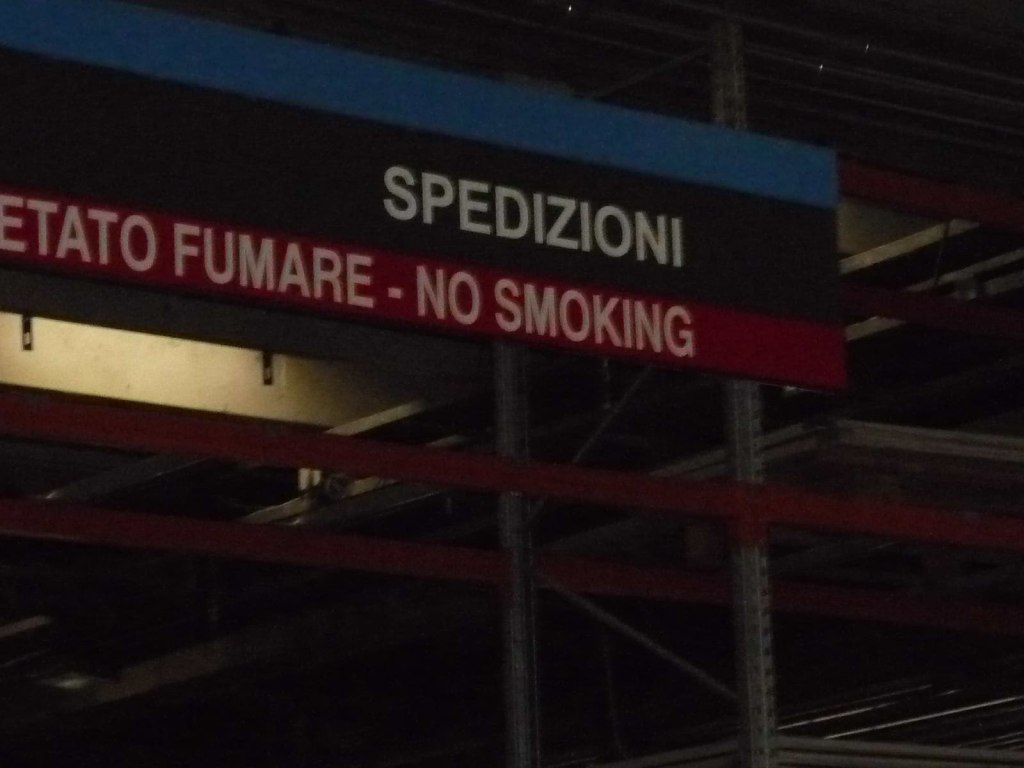 SPEDIZIONI
ETATO FUMARE - NO SMOKING